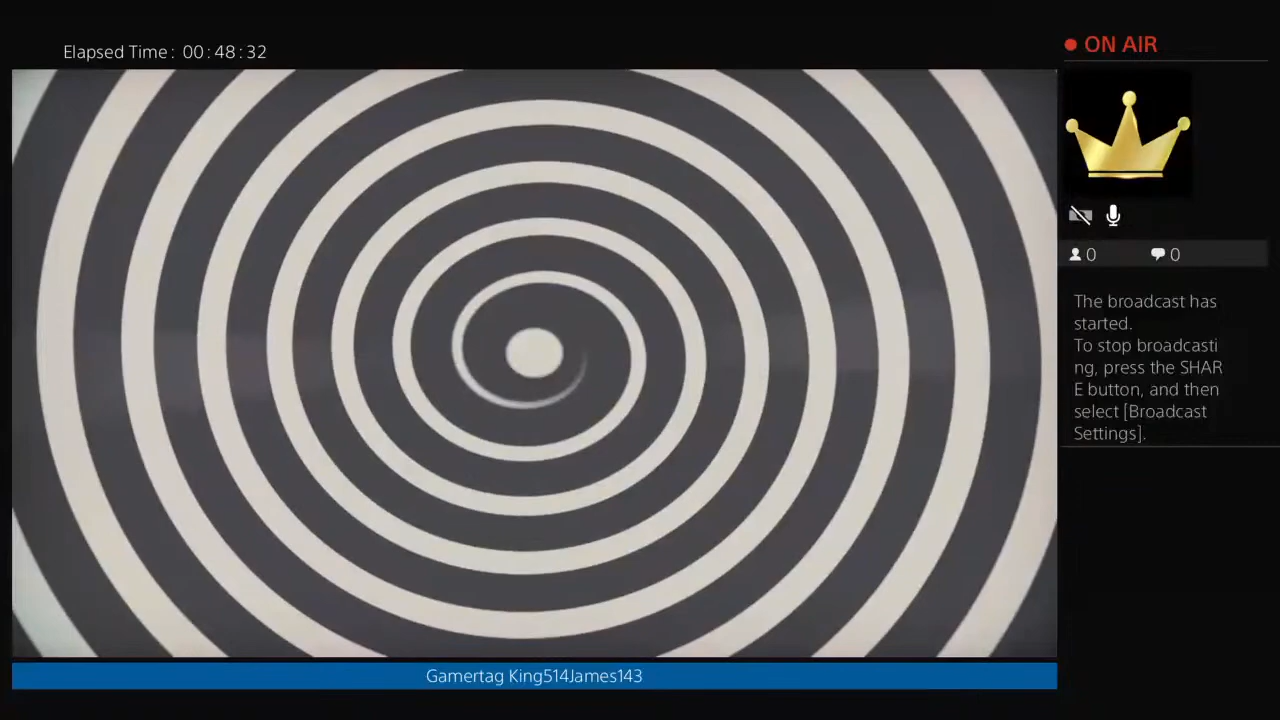 Elapsed Time: 00:48:32
ON AIR
0 0
The broadcast has
started.
To stop broadcasti
ng, press the SHAR
E button, and then
select [Broadcast
Settings].
Gamertag King514James143